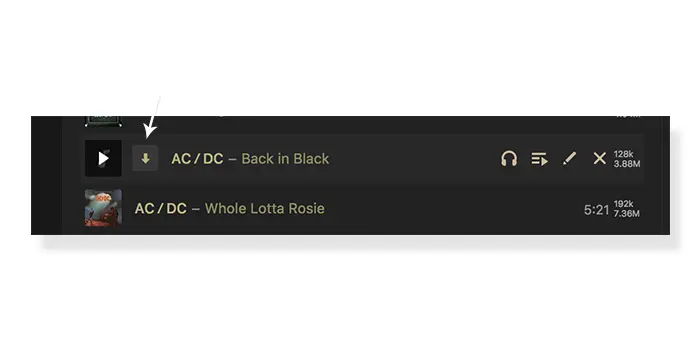 AC / DC – Back in Black
128k
3.88M
AC / DC – Whole Lotta Rosie
5:21
192k
7.36M